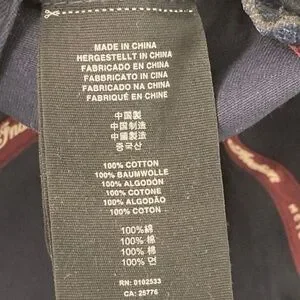 MADE IN CHINA
HERGESTELLT IN CHINA
FABRICADO EN CHINA
FABBRICATO IN CINA
FABRICADO NA CHINA
FABRIQUÉ EN CHINE
中国製
中国制造
中國製造
중국산
100% COTTON
100% BAUMWOLLE
100% ALGODÓN
100% COTONE
100% ALGODÃO
100% COTON
100% 綿
100% 棉
100% 棉
100% 면
RN: 0102533
CA: 25776